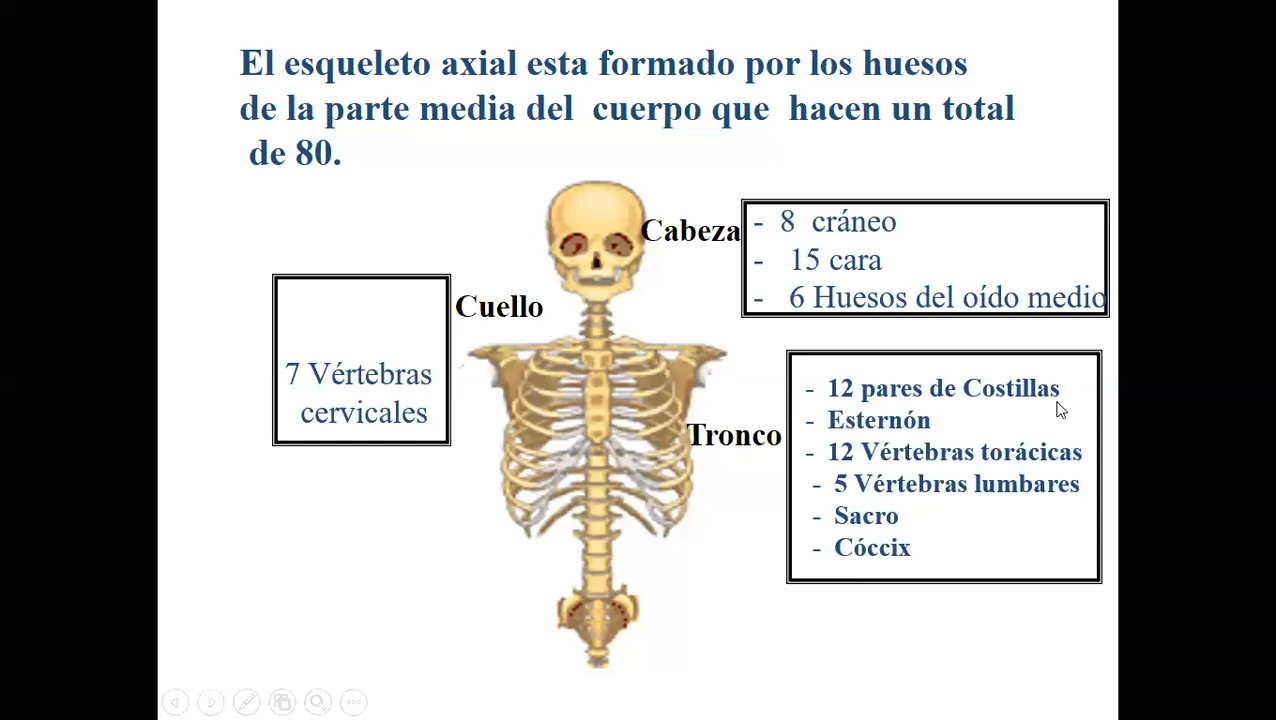 El esqueleto axial esta formado por los huesos
de la parte media del cuerpo que hacen un total
de 80.
Cabeza
- 8 cráneo
- 15 cara
- 6 Huesos del oído medio
Cuello
7 Vértebras
cervicales
Tronco
- 12 pares de Costillas
- Esternón
- 12 Vértebras torácicas
- 5 Vértebras lumbares
- Sacro
- Cóccix